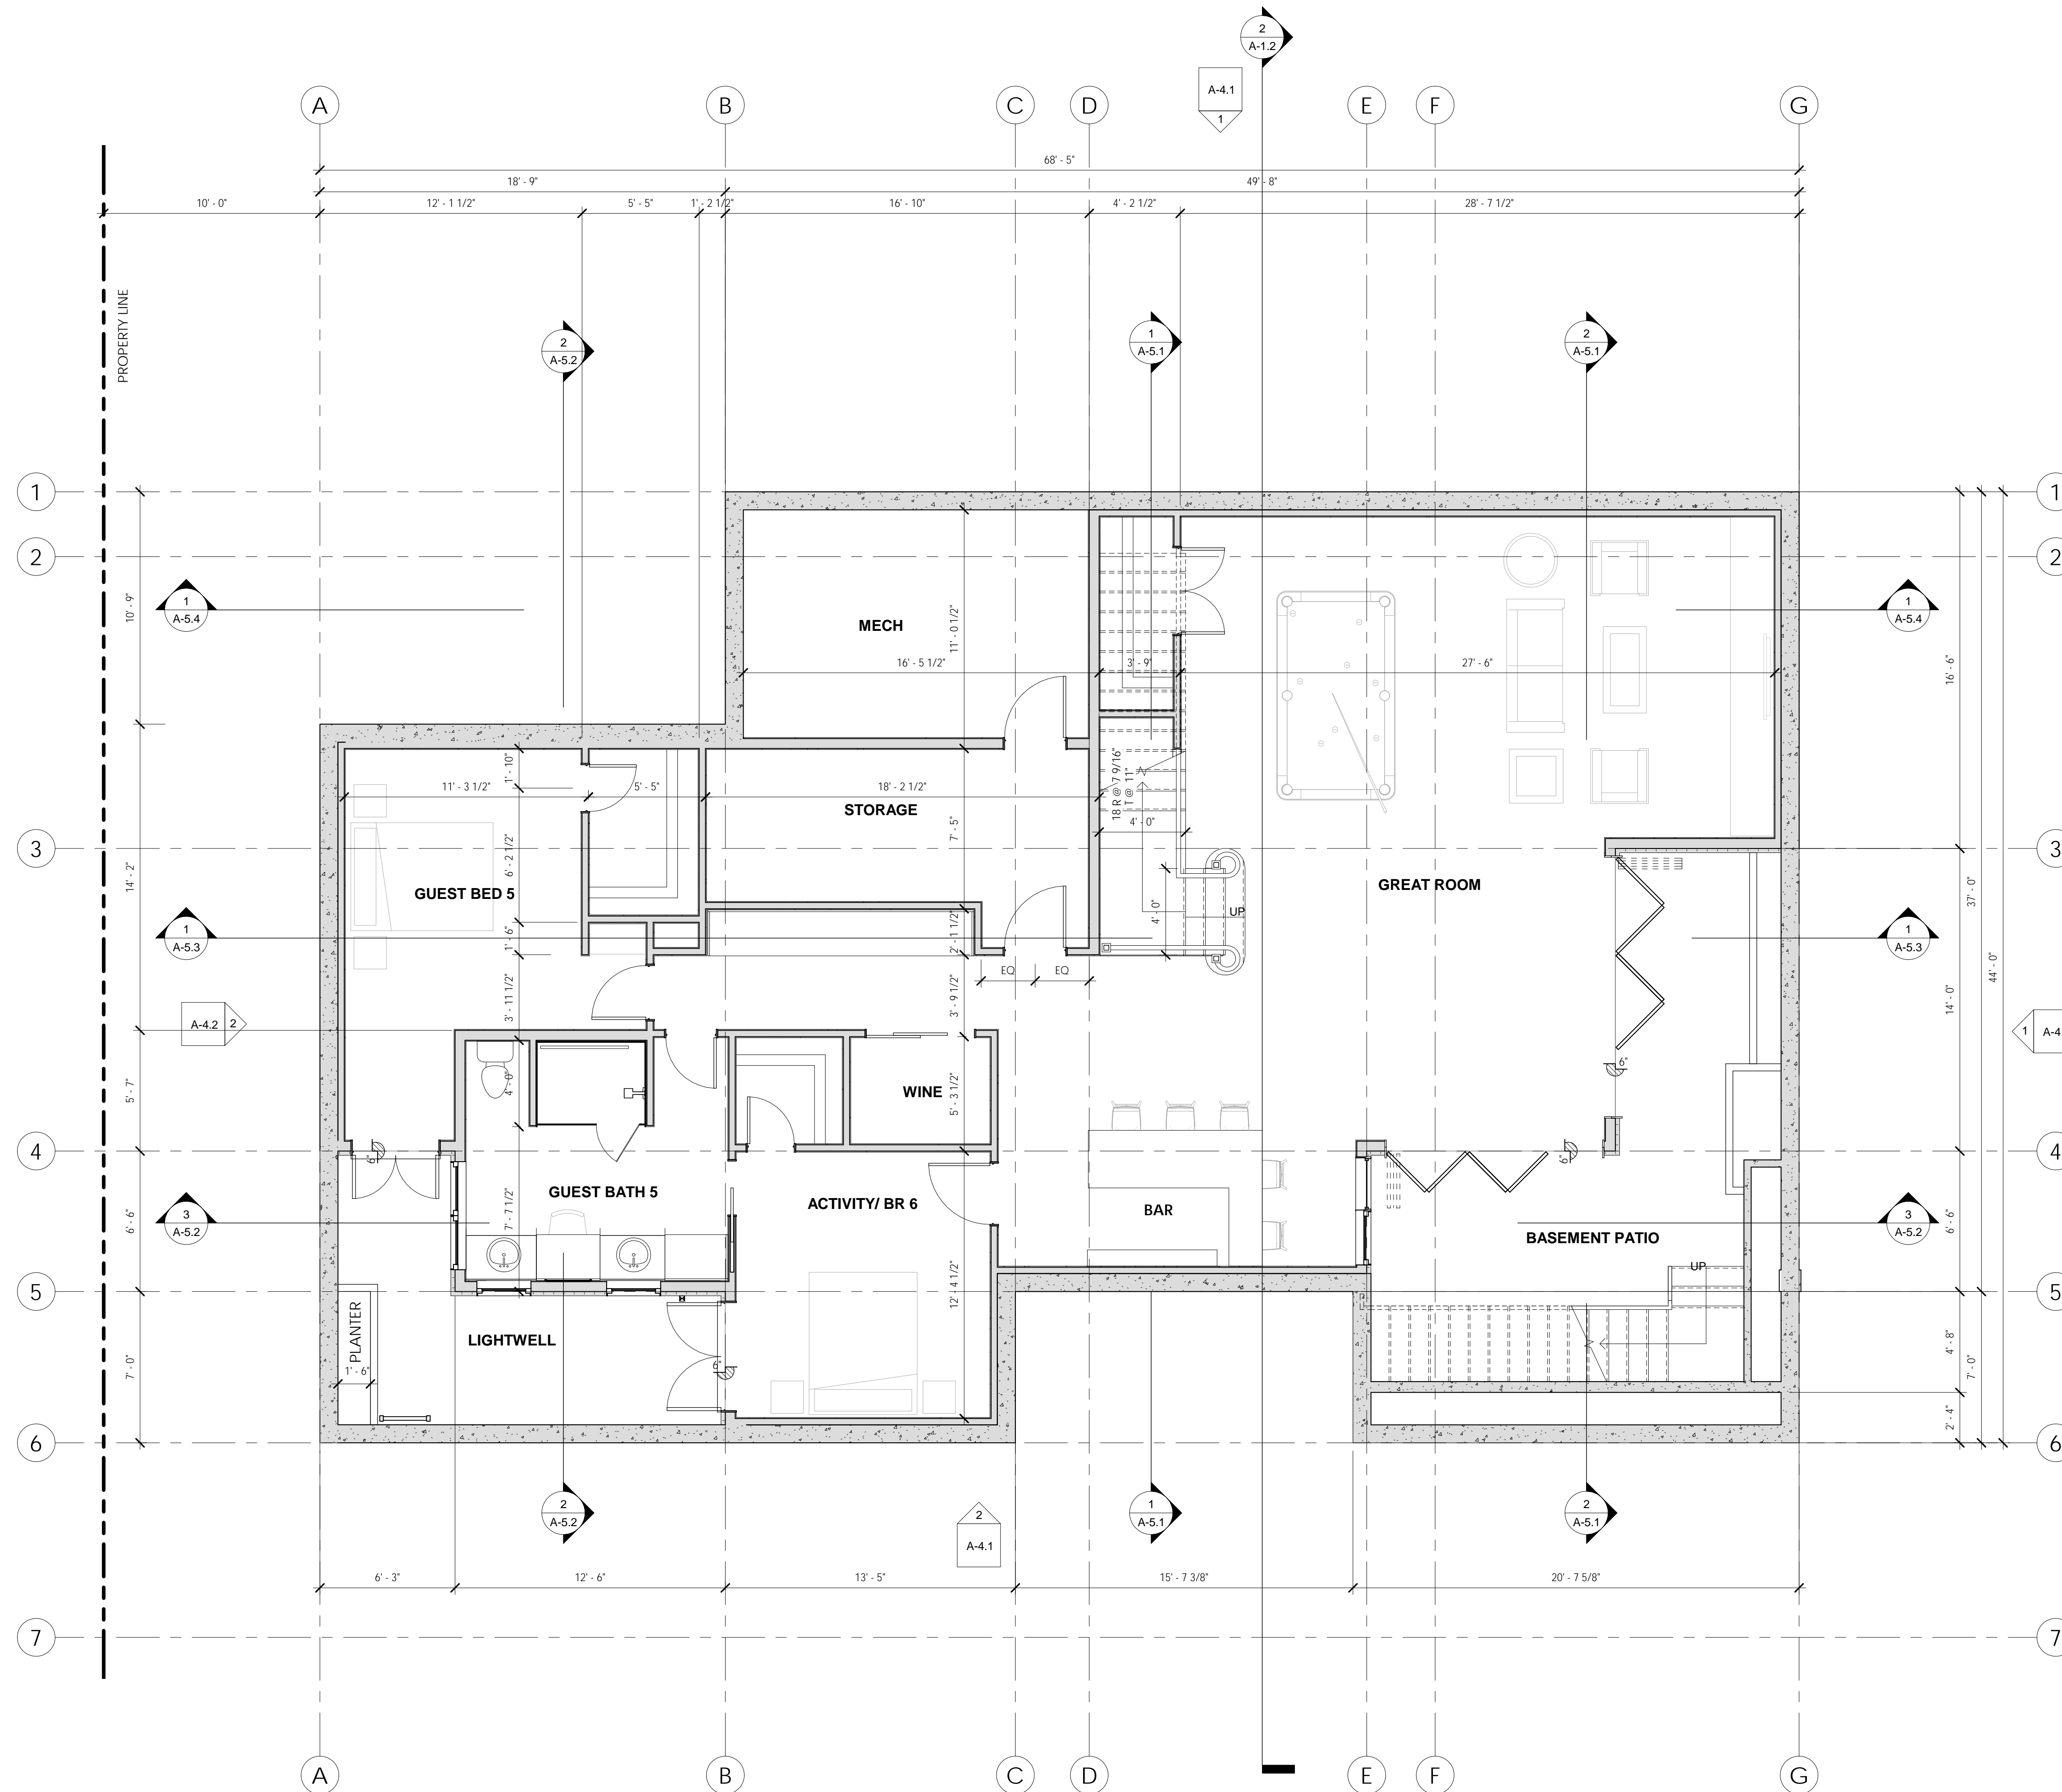 2
A-1.2
A-4.1
1
A
B
C
D
E
F
G
68' - 5"
18' - 9"
49' - 8"
10' - 0"
12' - 1 1/2"
5' - 5"
1' - 2 1/2"
16' - 10"
4' - 2 1/2"
28' - 7 1/2"
PROPERTY LINE
2
A-5.2
1
A-5.1
2
A-5.1
1
1
2
2
10' - 9"
1
A-5.4
MECH
11' - 0 1/2"
16' - 5 1/2"
3' - 9"
27' - 6"
1
A-5.4
16' - 6"
1' - 10"
11' - 3 1/2"
5' - 5"
18' - 2 1/2"
STORAGE
7' - 5"
18 R @ 7 9/16"
T @ 11"
4' - 0"
3
3
14' - 2"
6' - 2 1/2"
GUEST BED 5
GREAT ROOM
37' - 0"
44' - 0"
1
A-5.3
1' - 6"
2' - 1 1/2"
4' - 0"
UP
1
A-5.3
EQ
EQ
3' - 11 1/2"
3' - 9 1/2"
14' - 0"
A-4.2
2
1
A-4
5' - 7"
4' - 0"
WINE
5' - 3 1/2"
6"
4
4
6"
6"
3
A-5.2
6' - 6"
GUEST BATH 5
7' - 7 1/2"
ACTIVITY/ BR 6
BAR
BASEMENT PATIO
3
A-5.2
6' - 6"
UP
5
5
12' - 4 1/2"
PLANTER
LIGHTWELL
1' - 6"
6"
7' - 0"
4' - 8"
7' - 0"
2' - 4"
6
6
2
A-5.2
2
A-4.1
1
A-5.1
2
A-5.1
6' - 3"
12' - 6"
13' - 5"
15' - 7 3/8"
20' - 7 5/8"
7
7
A
B
C
D
E
F
G